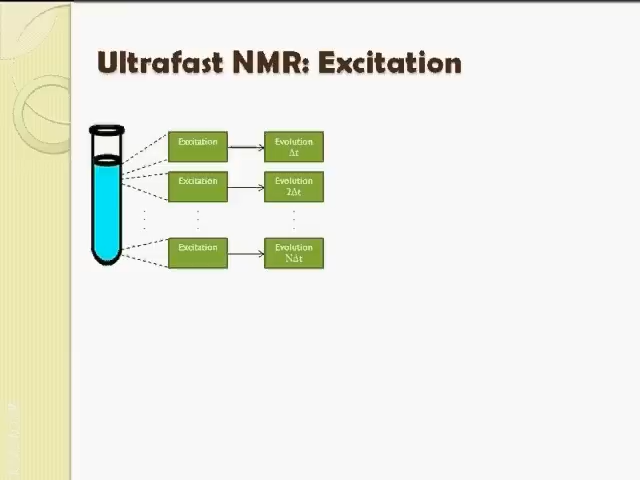 Ultrafast NMR: Excitation
Excitation
Evolution
Δt
Excitation
Evolution
2Δt
Excitation
Evolution
NΔt